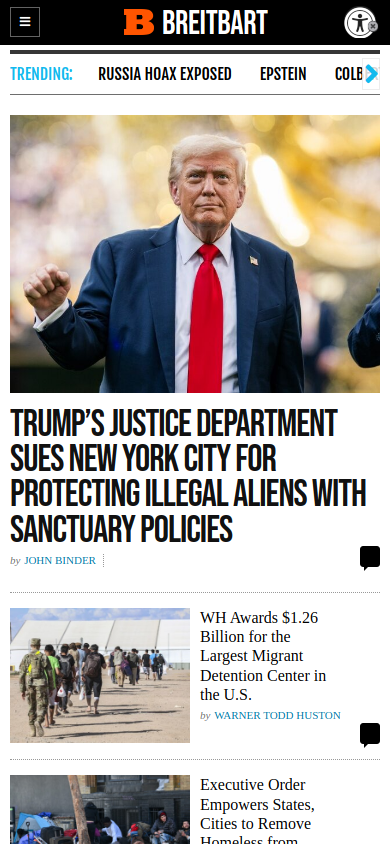 BREITBART
TRENDING: RUSSIA HOAX EXPOSED EPSTEIN COLB
TRUMP'S JUSTICE DEPARTMENT
SUES NEW YORK CITY FOR
PROTECTING ILLEGAL ALIENS WITH
SANCTUARY POLICIES
by JOHN BINDER
WH Awards $1.26
Billion for the
Largest Migrant
Detention Center in
the U.S.
by WARNER TODD HUSTON
Executive Order
Empowers States,
Cities to Remove
Homeless from